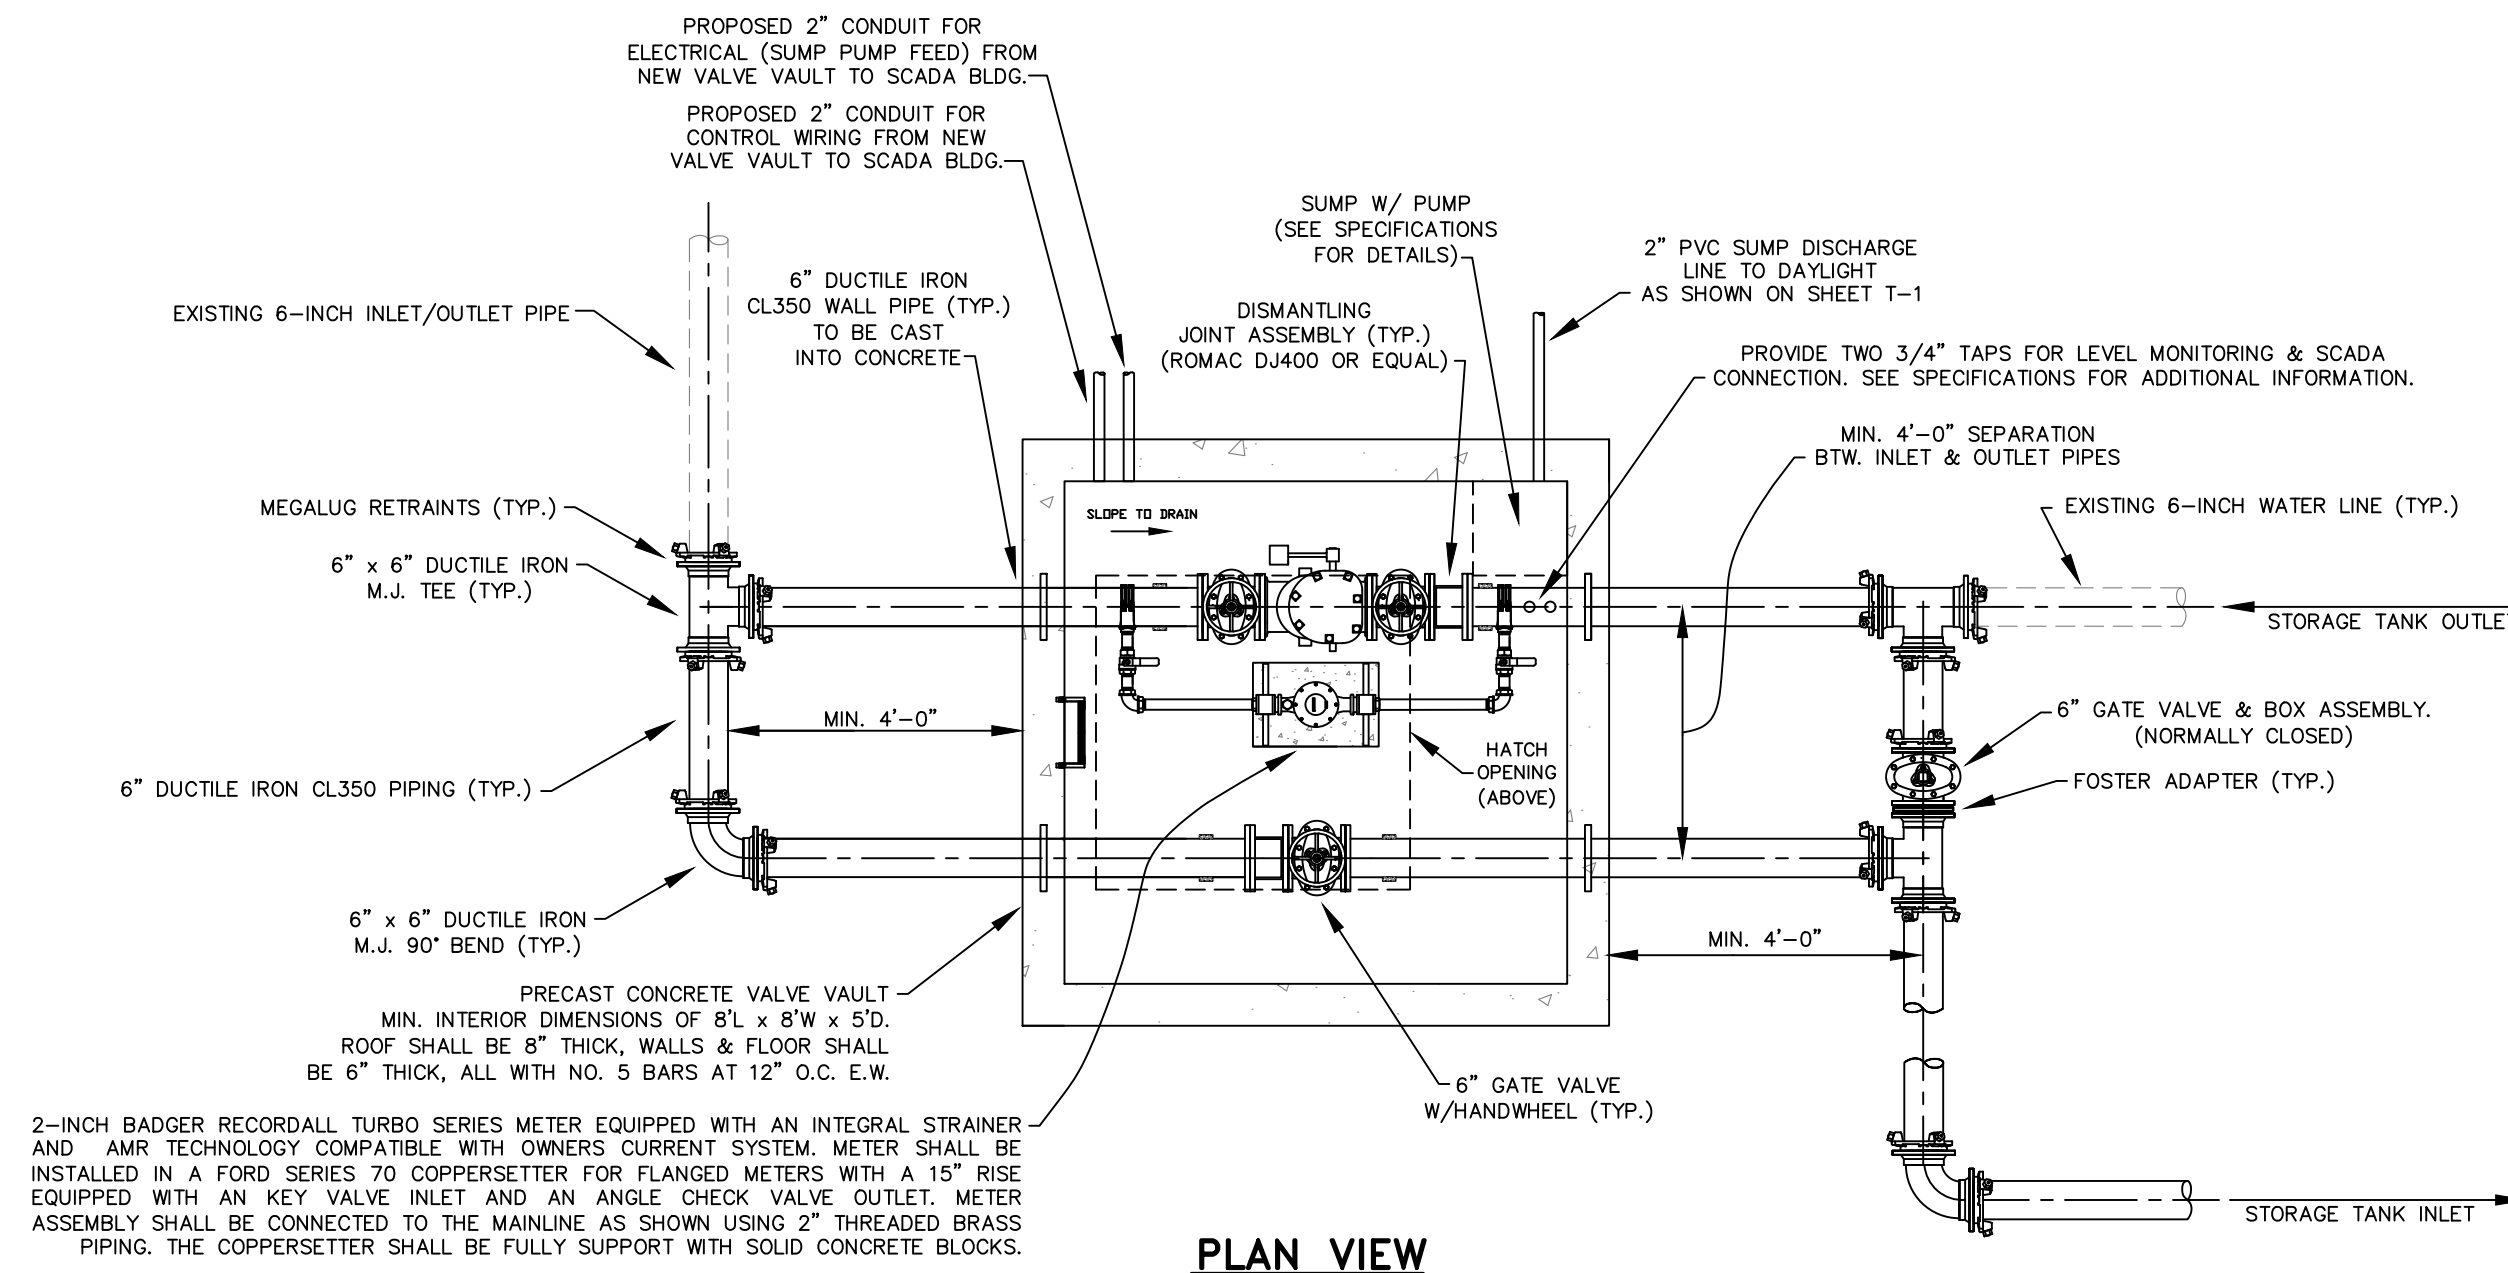 PROPOSED 2" CONDUIT FOR
ELECTRICAL (SUMP PUMP FEED) FROM
NEW VALVE VAULT TO SCADA BLDG.
PROPOSED 2" CONDUIT FOR
CONTROL WIRING FROM NEW
VALVE VAULT TO SCADA BLDG.
SUMP W/ PUMP
(SEE SPECIFICATIONS
FOR DETAILS)
2" PVC SUMP DISCHARGE
LINE TO DAYLIGHT
AS SHOWN ON SHEET T-1
6" DUCTILE IRON
CL350 WALL PIPE (TYP.)
TO BE CAST
INTO CONCRETE
EXISTING 6-INCH INLET/OUTLET PIPE
DISMANTLING
JOINT ASSEMBLY (TYP.)
(ROMAC DJ400 OR EQUAL)
PROVIDE TWO 3/4" TAPS FOR LEVEL MONITORING & SCADA
CONNECTION. SEE SPECIFICATIONS FOR ADDITIONAL INFORMATION.
MIN. 4'-0" SEPARATION
BTW. INLET & OUTLET PIPES
MEGALUG RETRAINTS (TYP.)
SLOPE TO DRAIN
EXISTING 6-INCH WATER LINE (TYP.)
6" x 6" DUCTILE IRON
M.J. TEE (TYP.)
STORAGE TANK OUTLET
MIN. 4'-0"
6" GATE VALVE & BOX ASSEMBLY.
(NORMALLY CLOSED)
HATCH
OPENING
(ABOVE)
6" DUCTILE IRON CL350 PIPING (TYP.)
FOSTER ADAPTER (TYP.)
6" x 6" DUCTILE IRON
M.J. 90° BEND (TYP.)
MIN. 4'-0"
PRECAST CONCRETE VALVE VAULT
MIN. INTERIOR DIMENSIONS OF 8'L x 8'W x 5'D.
ROOF SHALL BE 8" THICK, WALLS & FLOOR SHALL
BE 6" THICK, ALL WITH NO. 5 BARS AT 12" O.C. E.W.
6" GATE VALVE
W/HANDWHEEL (TYP.)
2-INCH BADGER RECORDALL TURBO SERIES METER EQUIPPED WITH AN INTEGRAL STRAINER
AND AMR TECHNOLOGY COMPATIBLE WITH OWNERS CURRENT SYSTEM. METER SHALL BE
INSTALLED IN A FORD SERIES 70 COPPERSETTER FOR FLANGED METERS WITH A 15" RISE
EQUIPPED WITH AN KEY VALVE INLET AND AN ANGLE CHECK VALVE OUTLET. METER
ASSEMBLY SHALL BE CONNECTED TO THE MAINLINE AS SHOWN USING 2" THREADED BRASS
PIPING. THE COPPERSETTER SHALL BE FULLY SUPPORT WITH SOLID CONCRETE BLOCKS.
STORAGE TANK INLET
PLAN VIEW